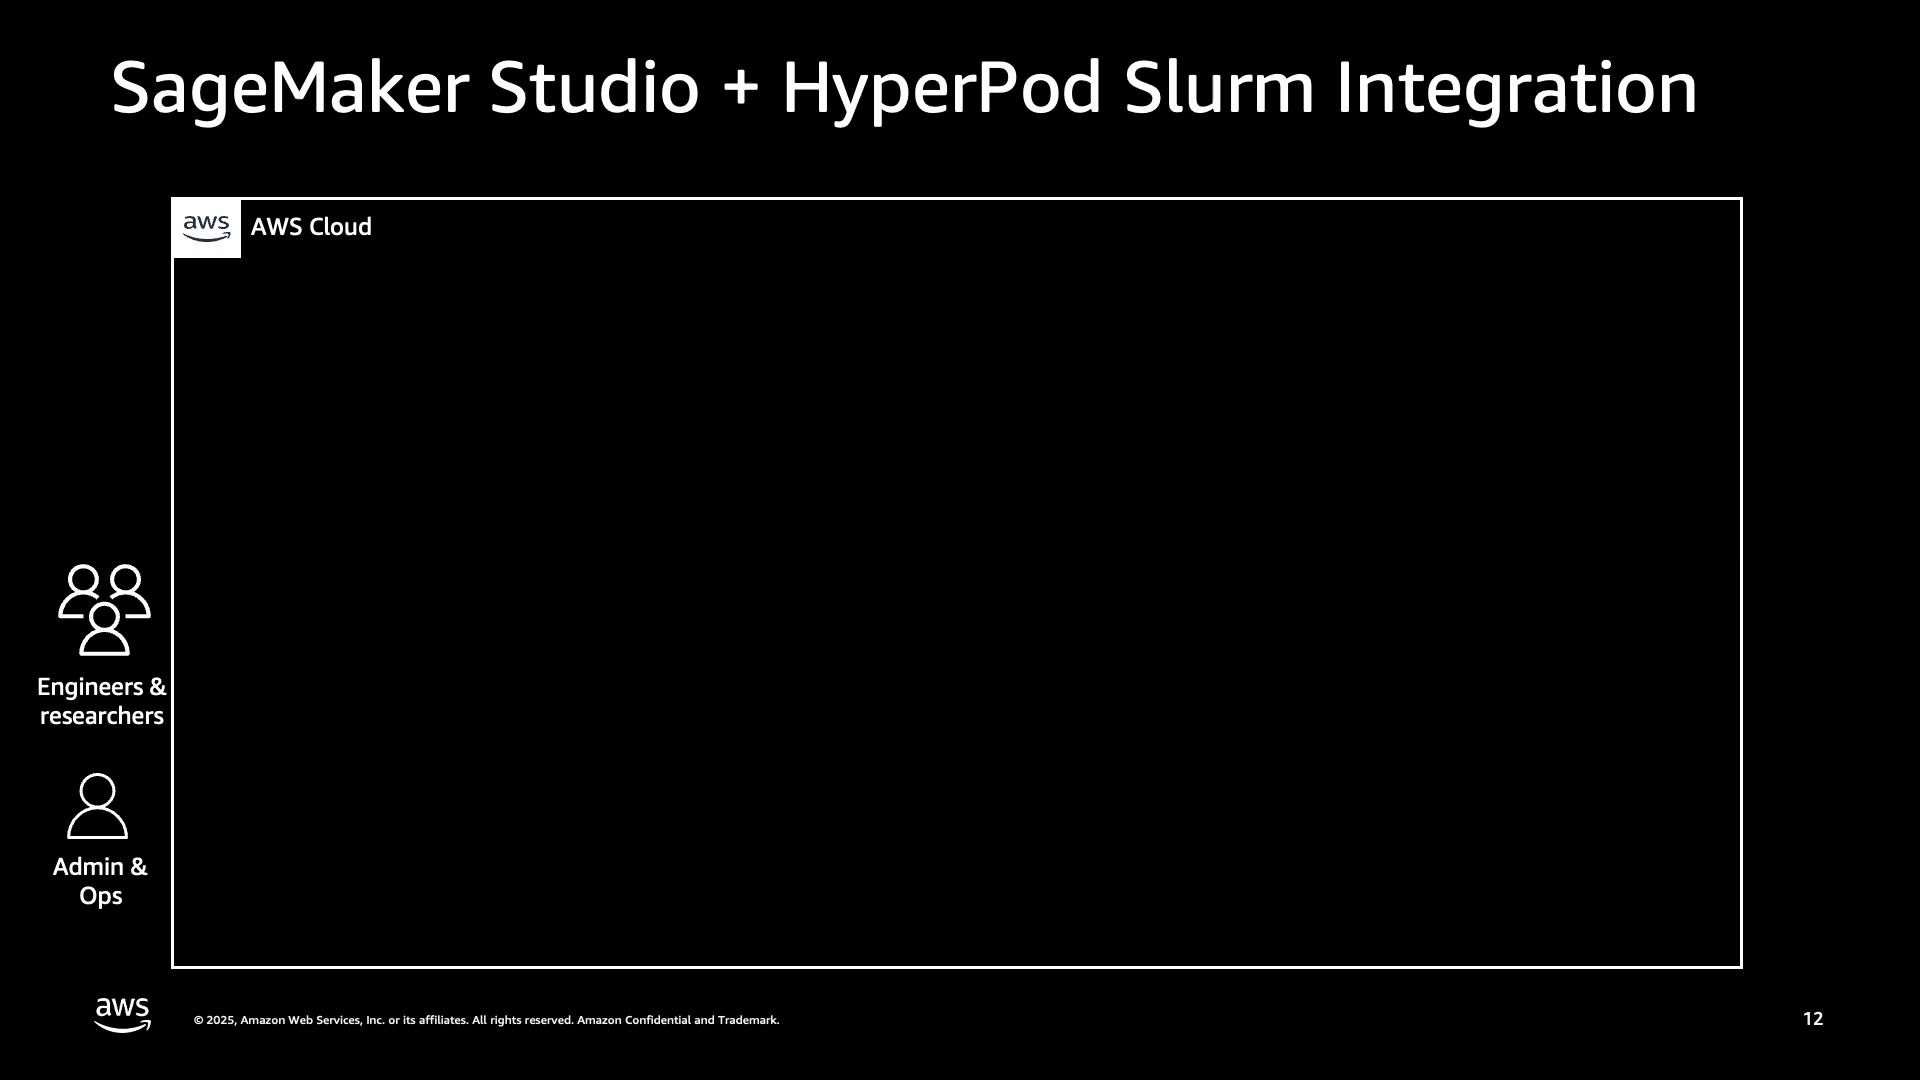 SageMaker Studio + HyperPod Slurm Integration
aws
AWS Cloud
Engineers &
researchers
Admin &
Ops
aws
© 2025, Amazon Web Services, Inc. or its affiliates. All rights reserved. Amazon Confidential and Trademark.
12